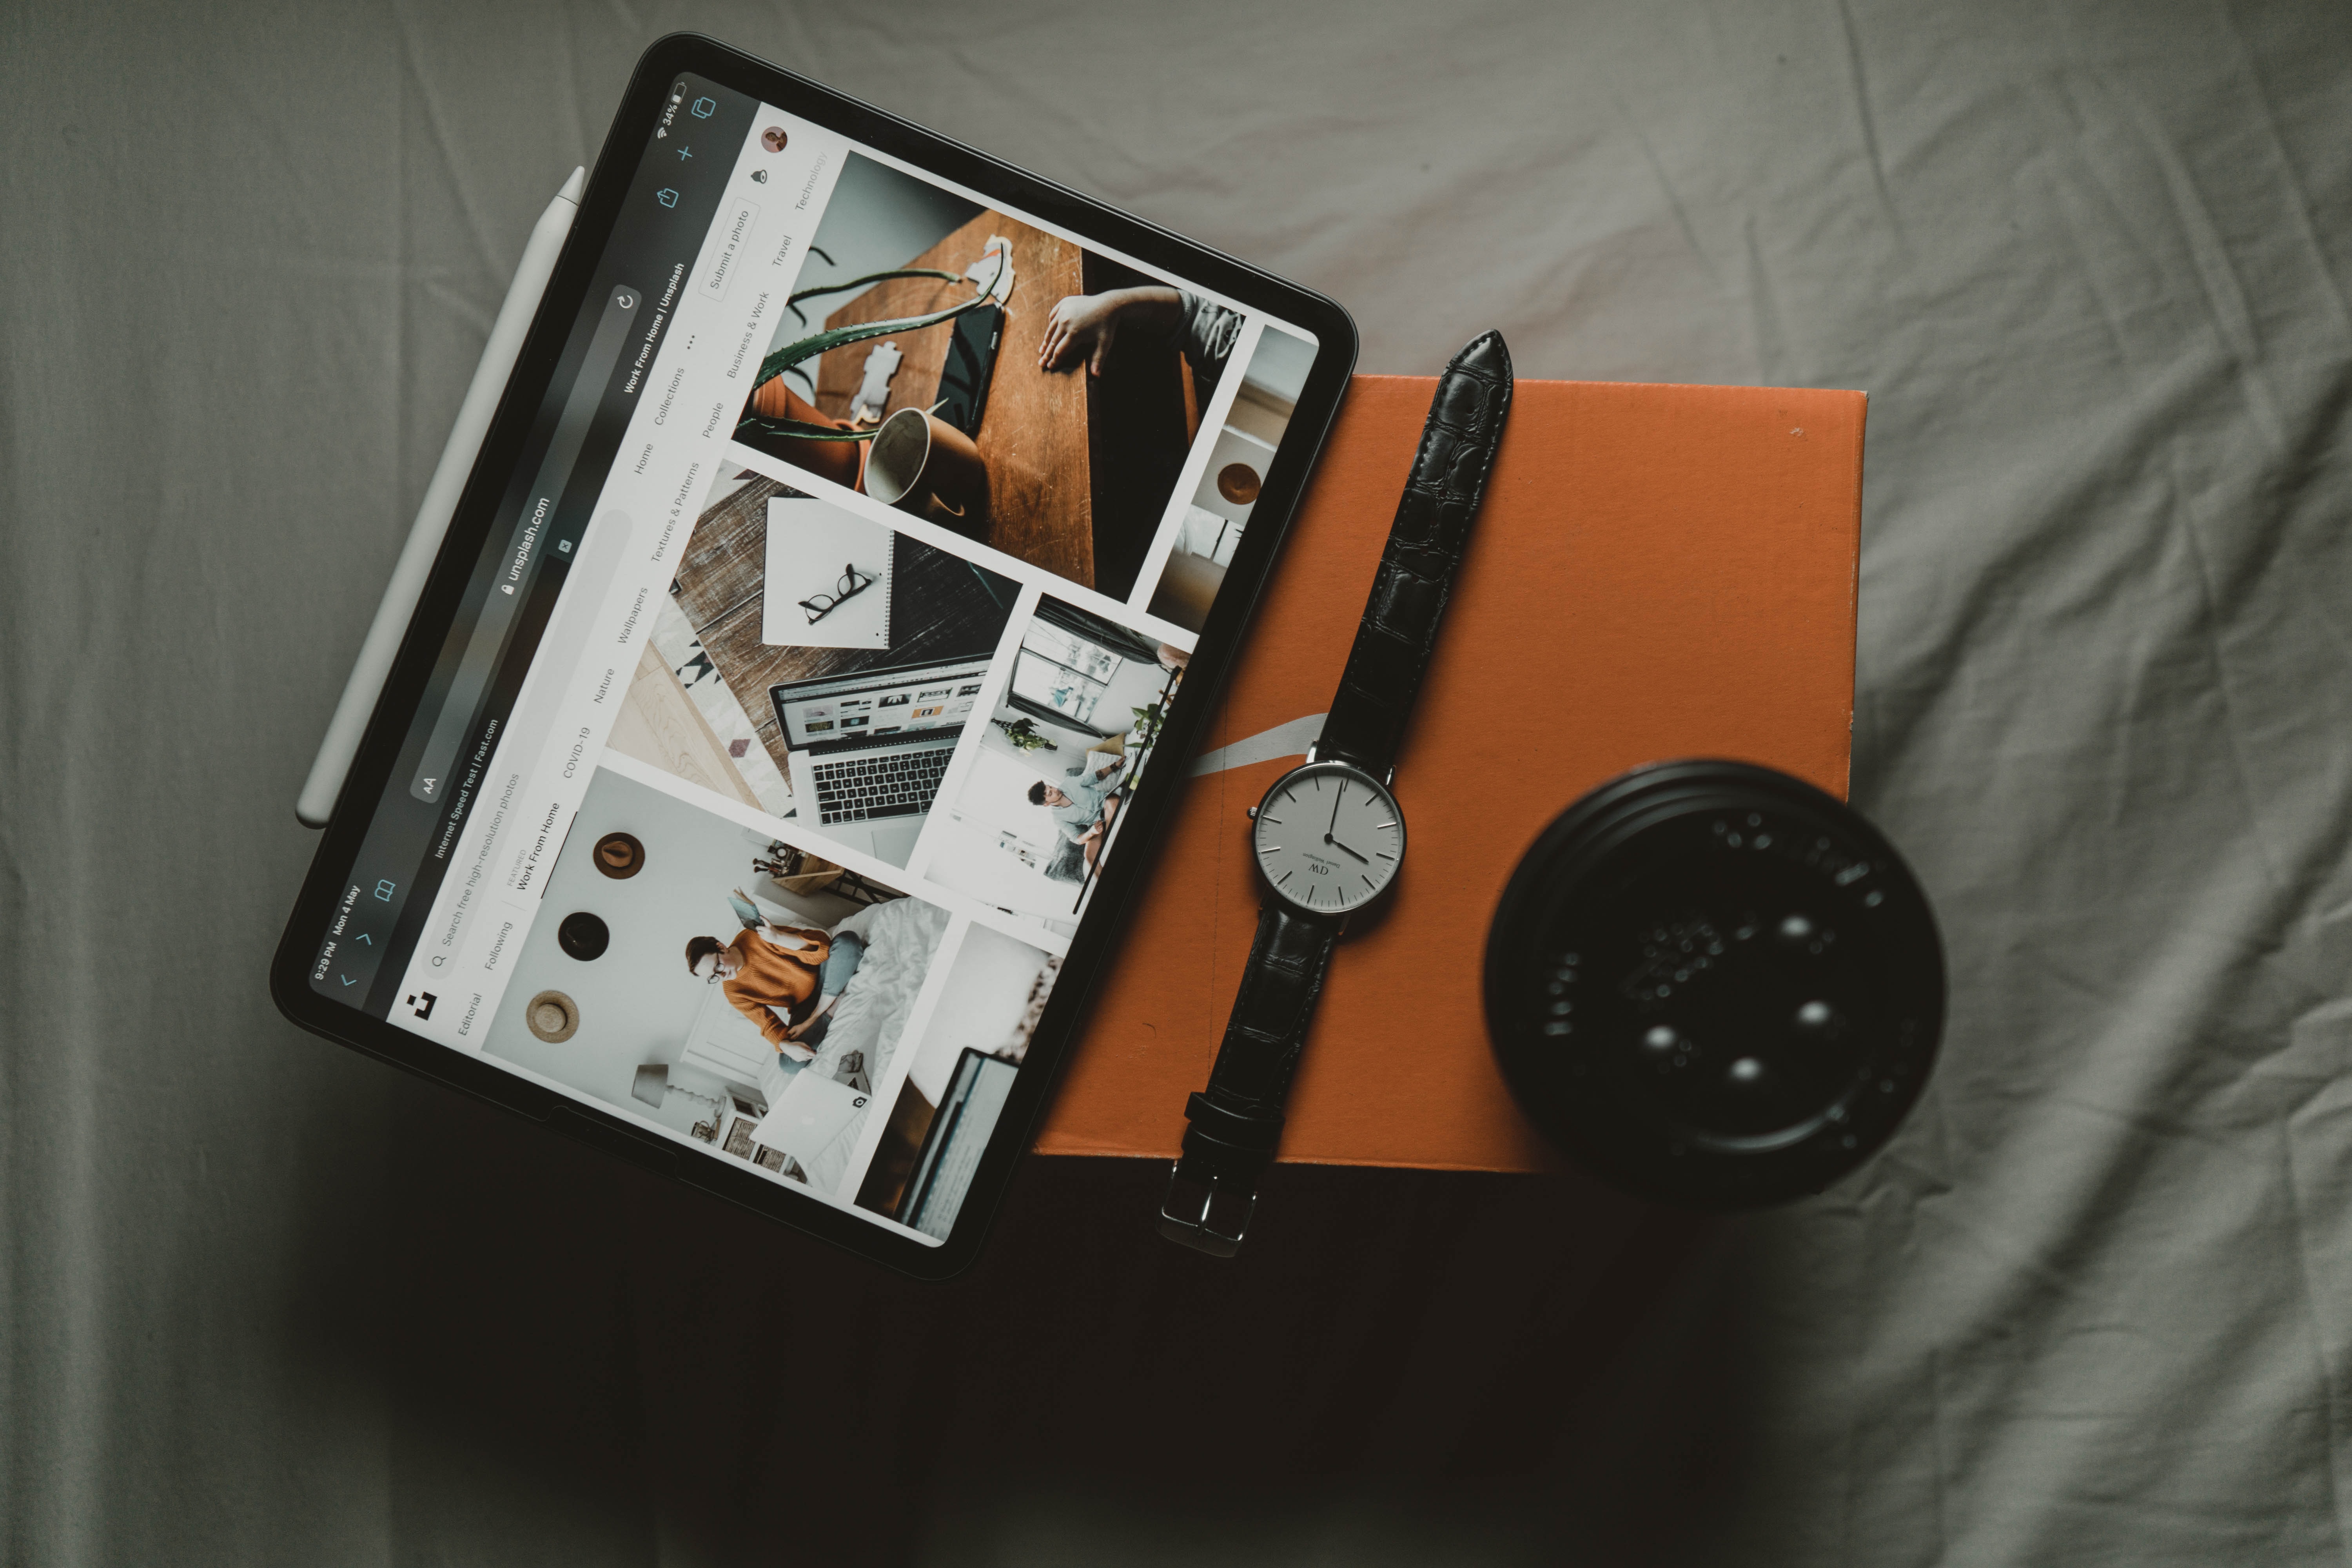 9:29 PM Mon 4 May
34%
AA
unsplash.com
Internet Speed Test | Fast.com
Work From Home | Unsplash
Search free high-resolution photos
Home
Collections
Submit a photo
Editorial
Following
FEATURED
Work From Home
COVID-19
Nature
Wallpapers
Textures & Patterns
People
Business & Work
Travel
Technology
DW
Daniel Wellington